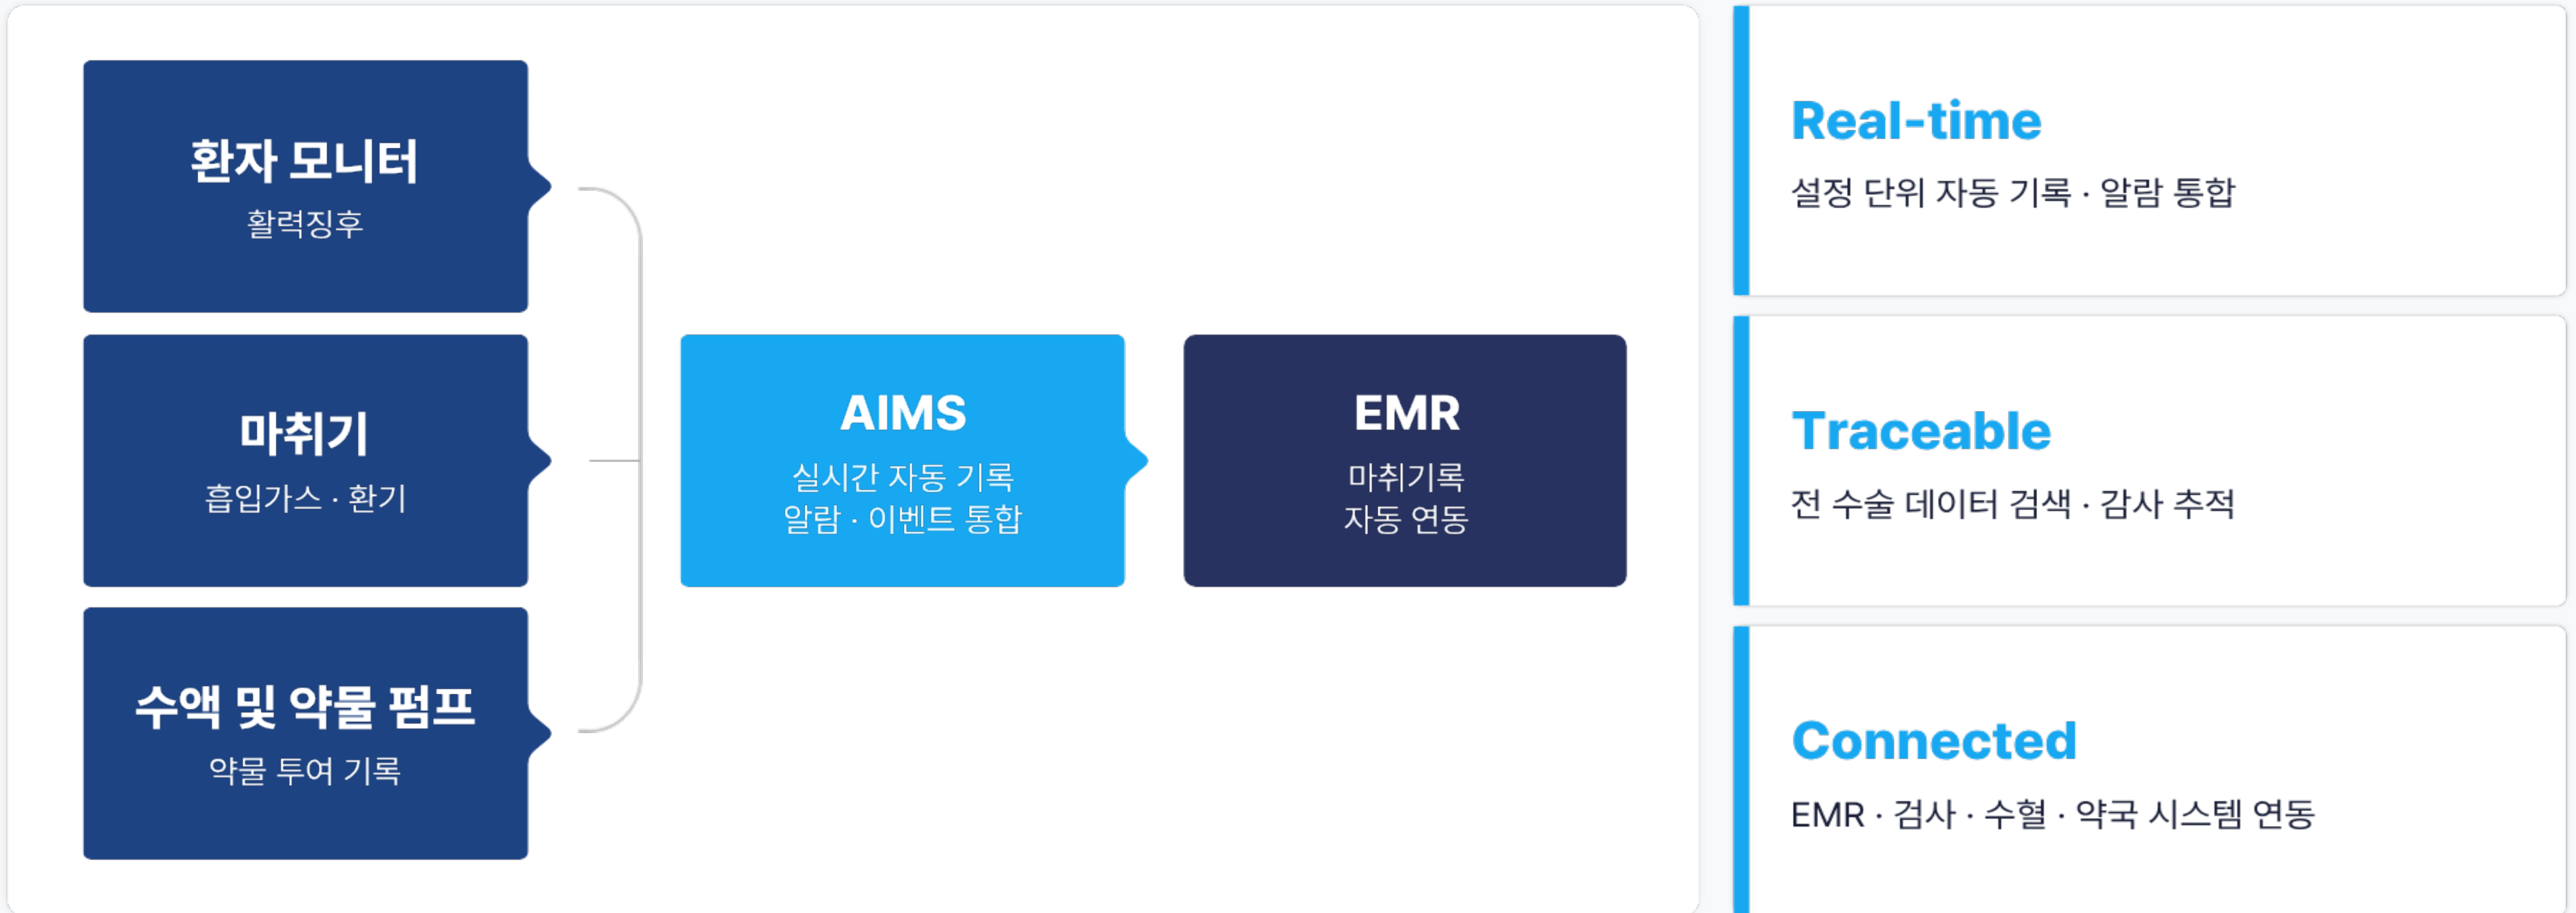 환자 모니터
활력징후
마취기
흡입가스 · 환기
수액 및 약물 펌프
약물 투여 기록
AIMS
실시간 자동 기록
알람 · 이벤트 통합
EMR
마취기록
자동 연동
Real-time
설정 단위 자동 기록 · 알람 통합
Traceable
전 수술 데이터 검색 · 감사 추적
Connected
EMR · 검사 · 수혈 · 약국 시스템 연동